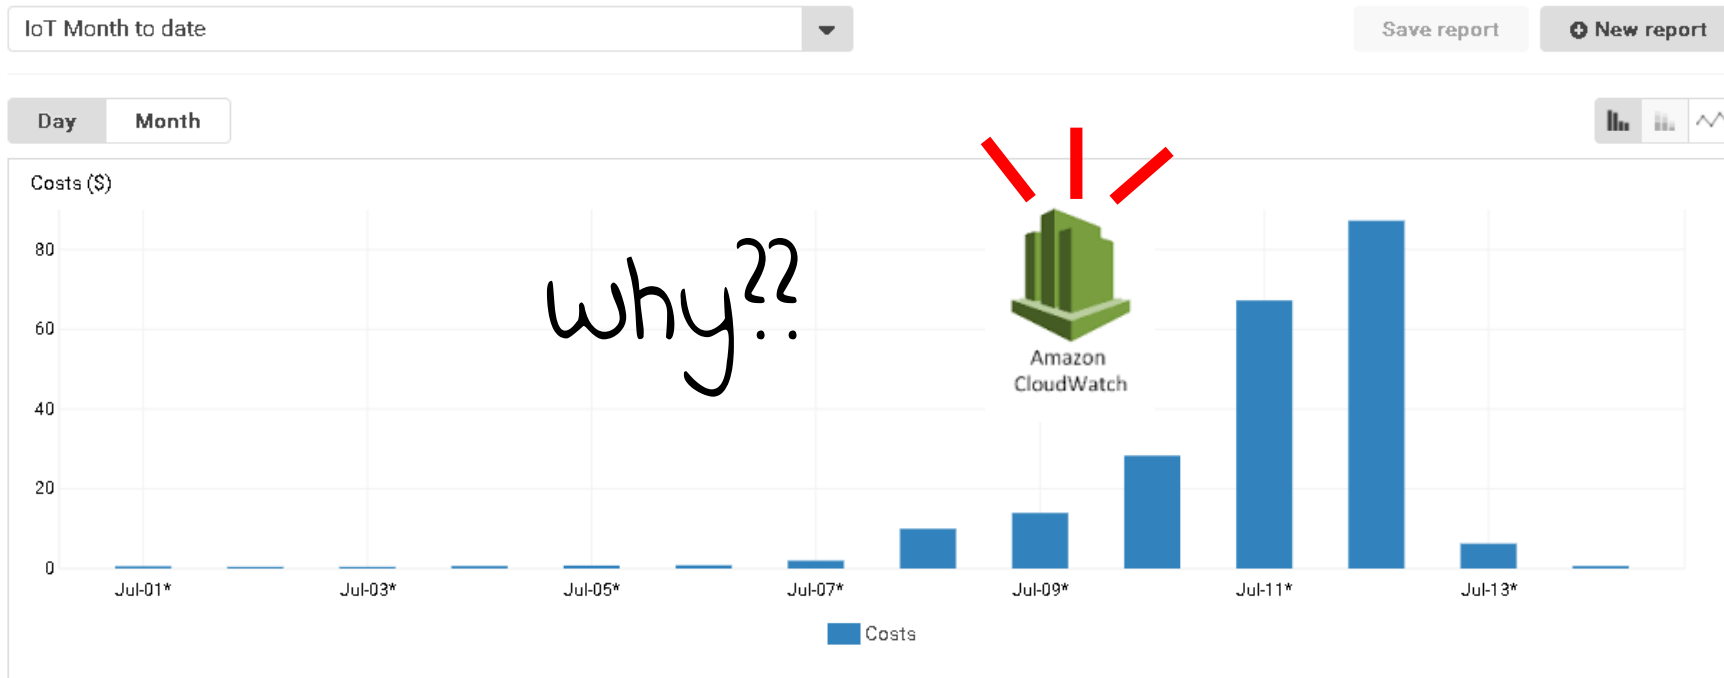 IoT Month to date
Save report
New report
Day
Month
Costs ($)
80
60
40
20
0
why??
Amazon
CloudWatch
Jul-01*
Jul-03*
Jul-05*
Jul-07*
Jul-09*
Jul-11*
Jul-13*
Costs